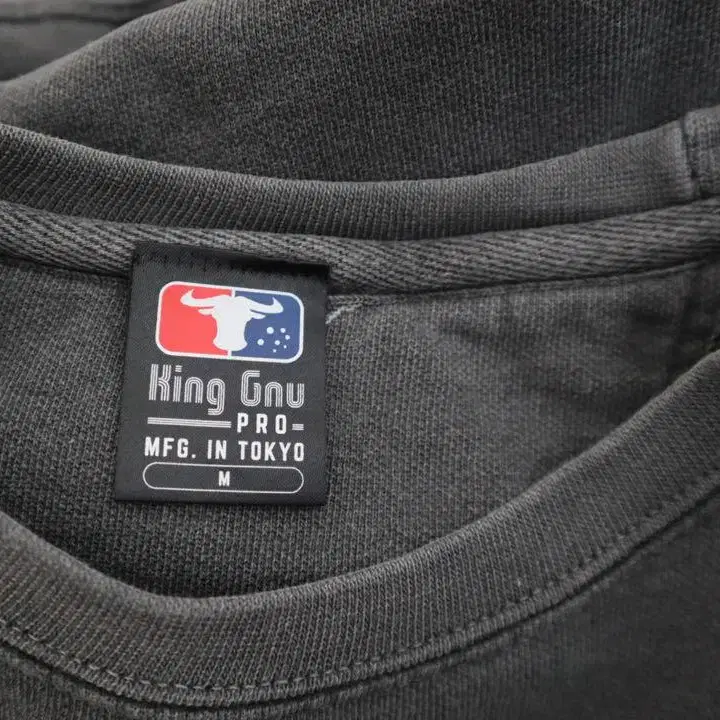 King Gnu
PRO
MFG. IN TOKYO
M